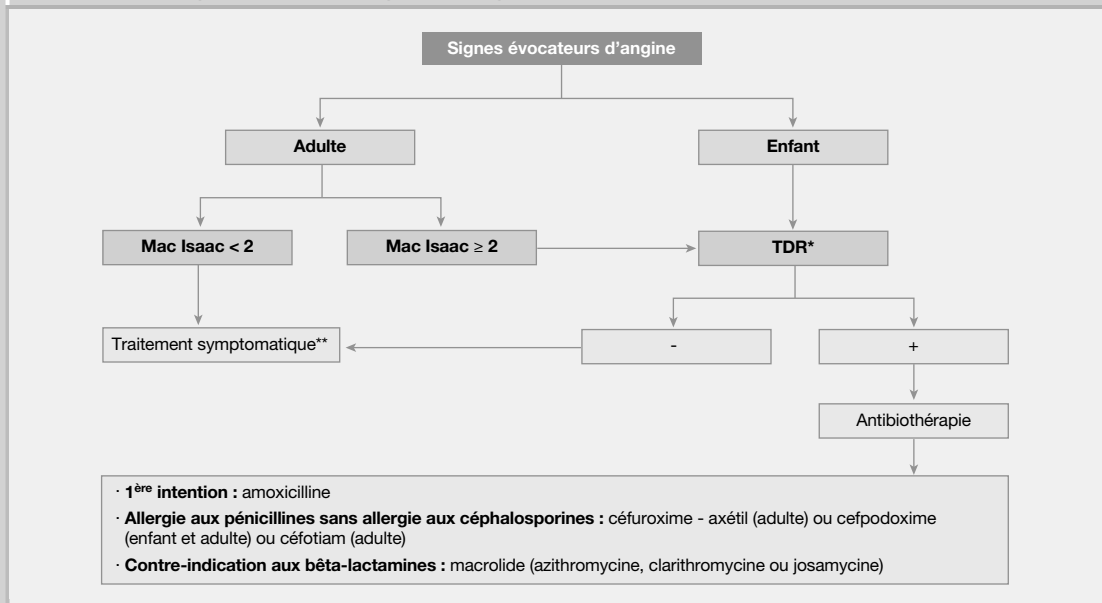 Signes évocateurs d’angine
Adulte
Enfant
Mac Isaac < 2
Mac Isaac ≥ 2
TDR*
Traitement symptomatique**
-
+
Antibiothérapie
· 1ère intention : amoxicilline
· Allergie aux pénicillines sans allergie aux céphalosporines : céfuroxime - axétil (adulte) ou cefpodoxime
(enfant et adulte) ou céfotiam (adulte)
· Contre-indication aux bêta-lactamines : macrolide (azithromycine, clarithromycine ou josamycine)